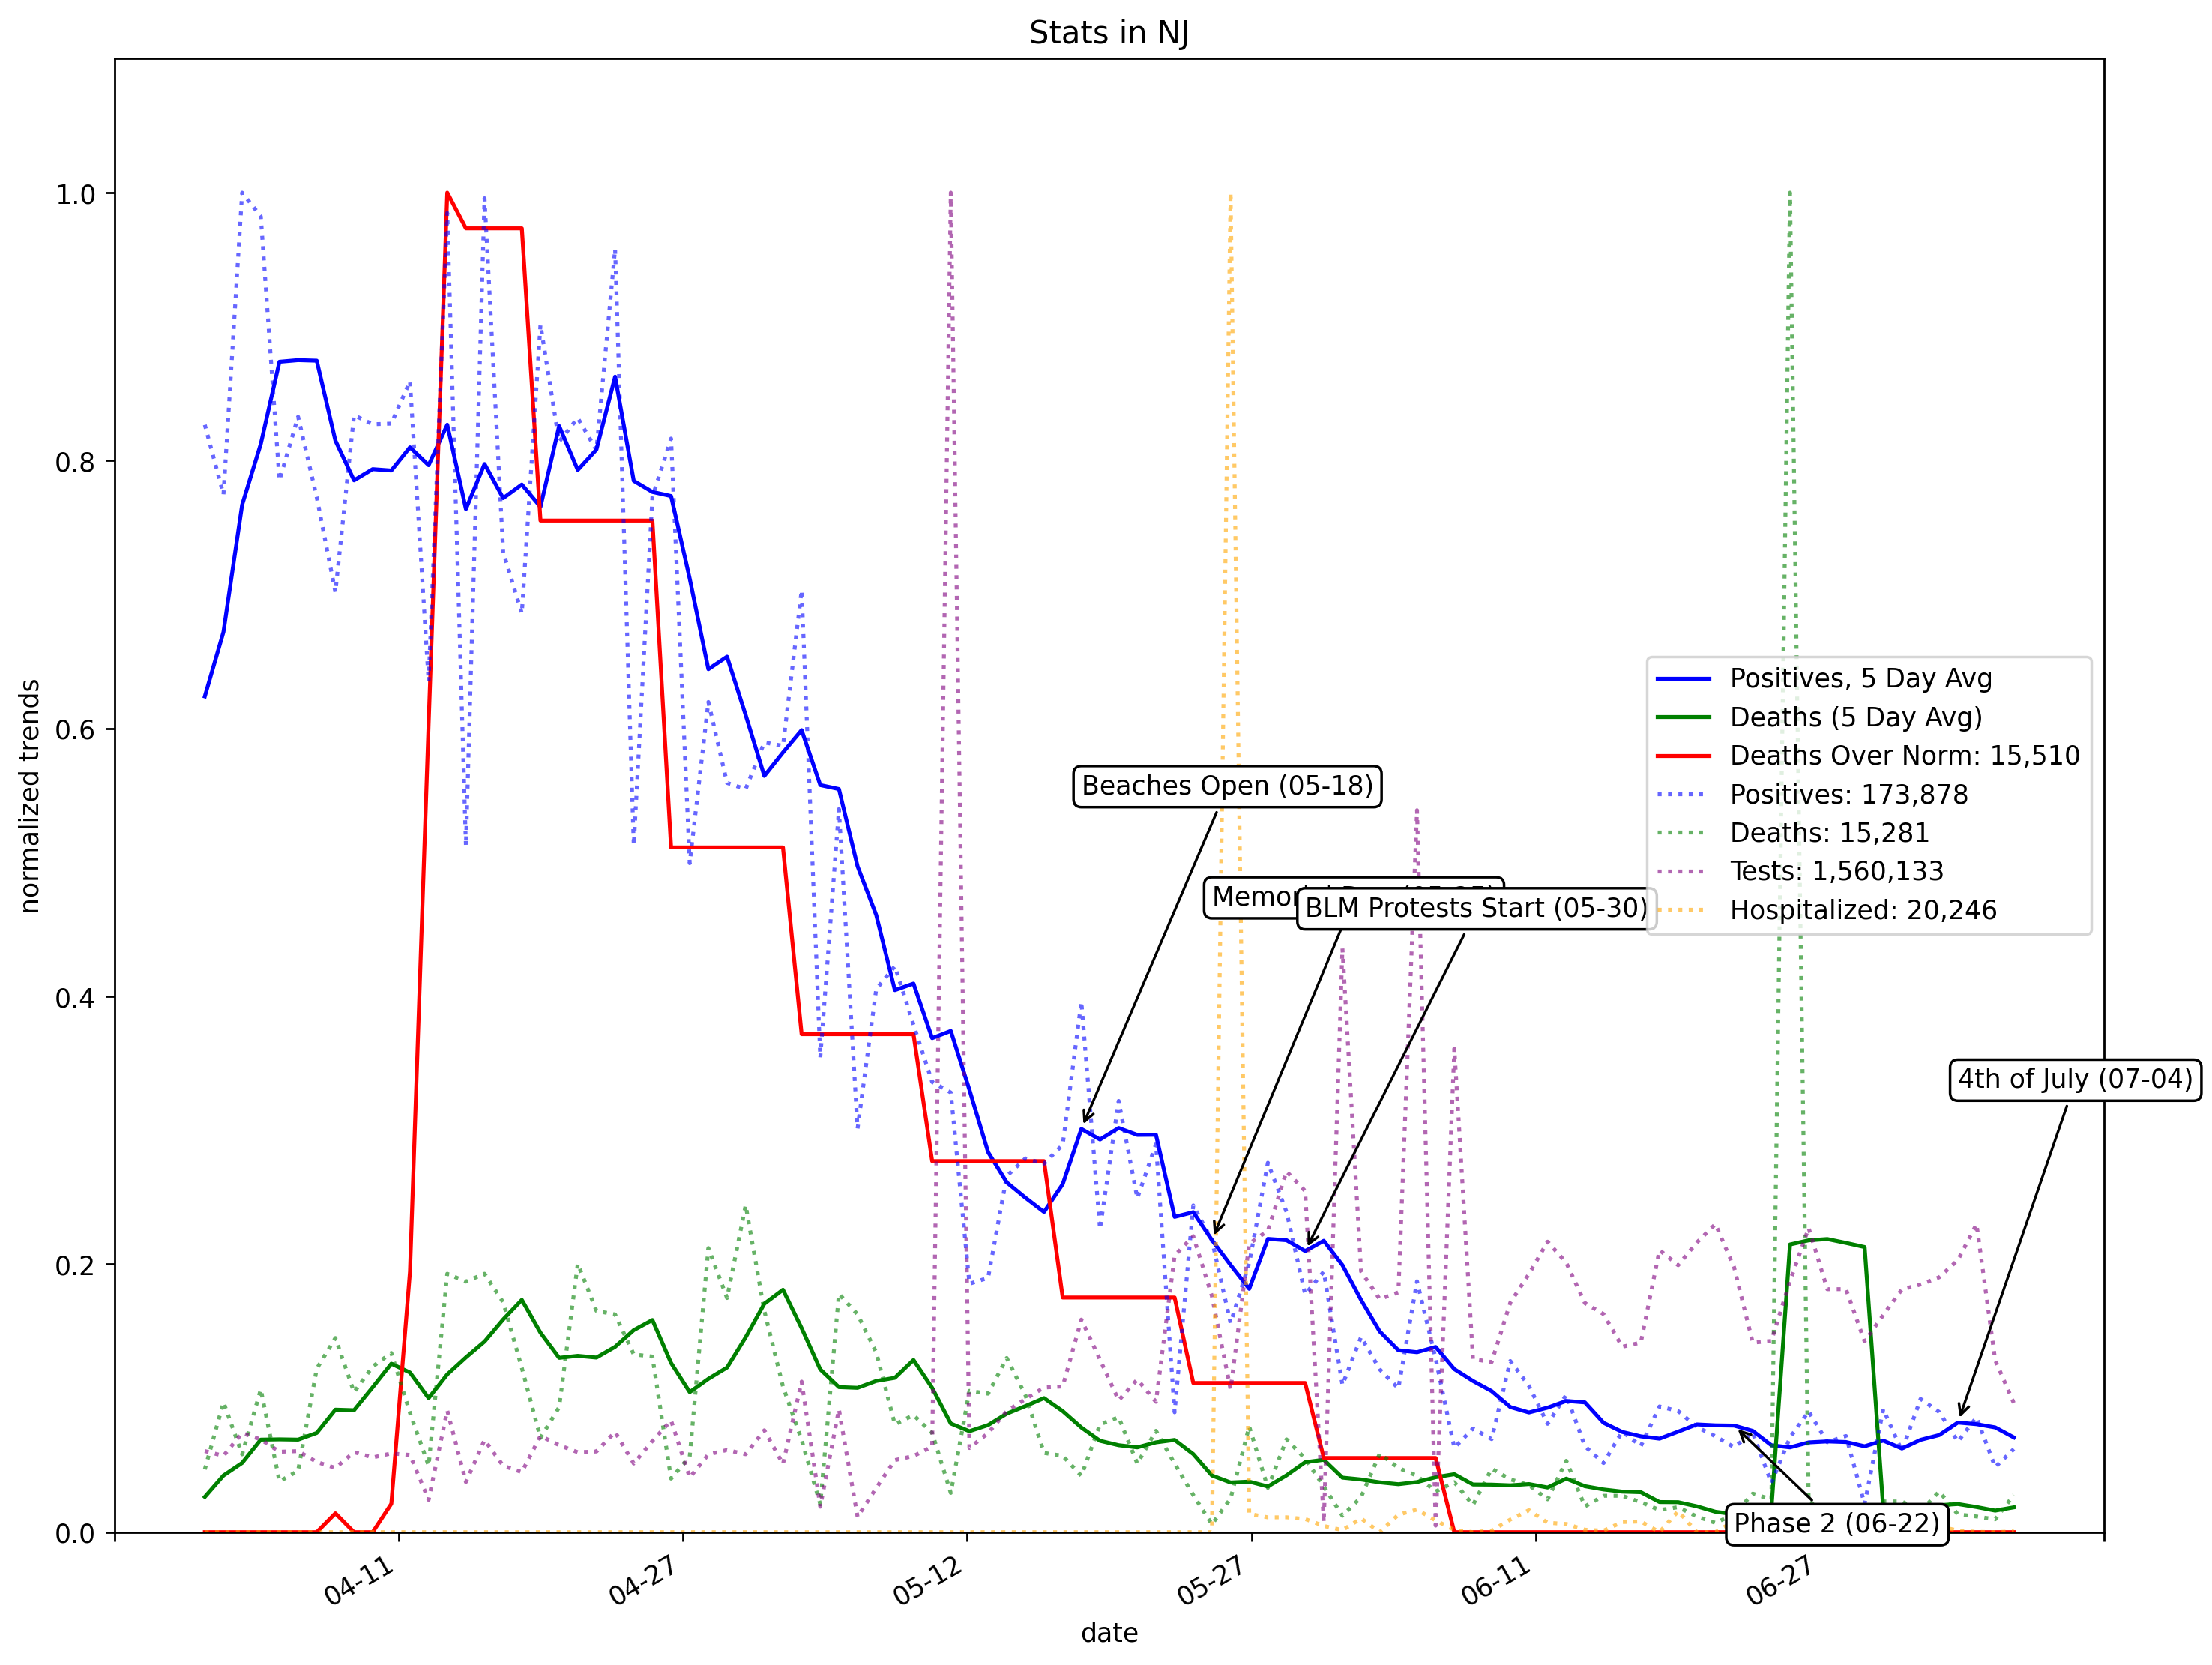 Stats in NJ
1.0
0.8
0.6
0.4
0.2
0.0
normalized trends
Positives, 5 Day Avg
Deaths (5 Day Avg)
Deaths Over Norm: 15,510
Positives: 173,878
Deaths: 15,281
Tests: 1,560,133
Hospitalized: 20,246
Beaches Open (05-18)
BLM Protests Start (05-30)
4th of July (07-04)
Phase 2 (06-22)
04-11
04-27
05-12
05-27
06-11
06-27
date